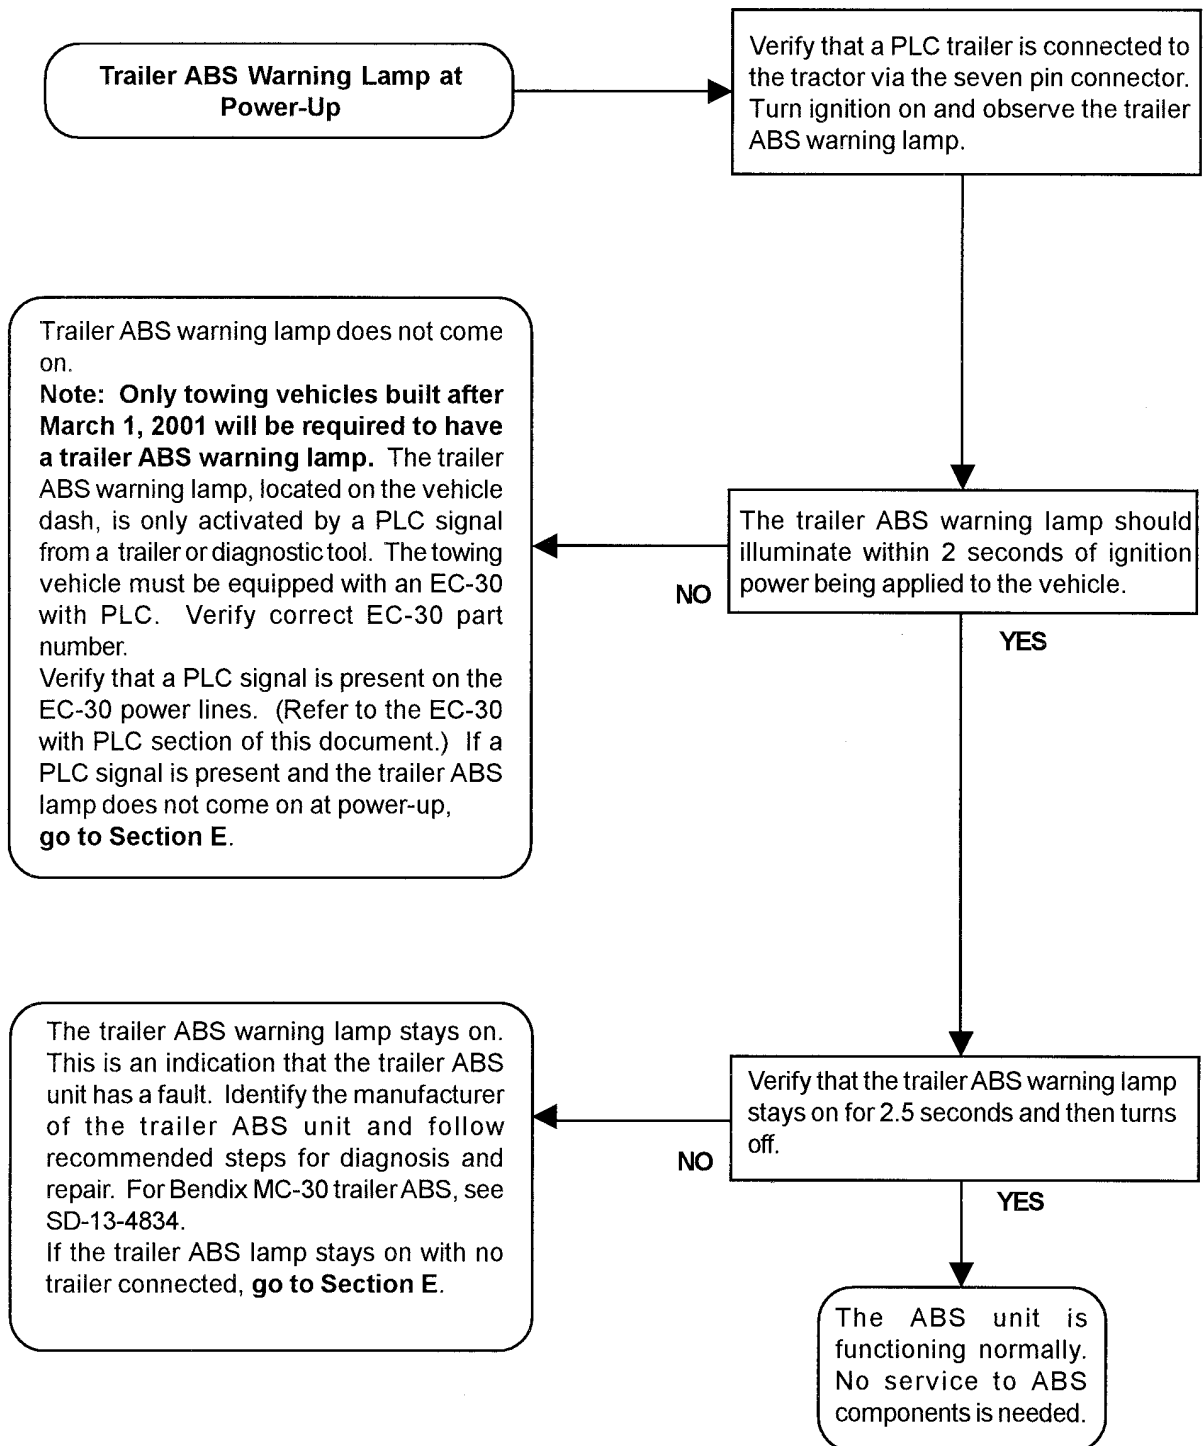 Trailer ABS Warning Lamp at
Power-Up
Verify that a PLC trailer is connected to
the tractor via the seven pin connector.
Turn ignition on and observe the trailer
ABS warning lamp.
Trailer ABS warning lamp does not come
on.
Note: Only towing vehicles built after
March 1, 2001 will be required to have
a trailer ABS warning lamp. The trailer
ABS warning lamp, located on the vehicle
dash, is only activated by a PLC signal
from a trailer or diagnostic tool. The towing
vehicle must be equipped with an EC-30
with PLC. Verify correct EC-30 part
number.
Verify that a PLC signal is present on the
EC-30 power lines. (Refer to the EC-30
with PLC section of this document.) If a
PLC signal is present and the trailer ABS
lamp does not come on at power-up,
go to Section E.
The trailer ABS warning lamp should
illuminate within 2 seconds of ignition
power being applied to the vehicle.
NO
YES
The trailer ABS warning lamp stays on.
This is an indication that the trailer ABS
unit has a fault. Identify the manufacturer
of the trailer ABS unit and follow
recommended steps for diagnosis and
repair. For Bendix MC-30 trailer ABS, see
SD-13-4834.
If the trailer ABS lamp stays on with no
trailer connected, go to Section E.
Verify that the trailer ABS warning lamp
stays on for 2.5 seconds and then turns
off.
NO
YES
The ABS unit is
functioning normally.
No service to ABS
components is needed.